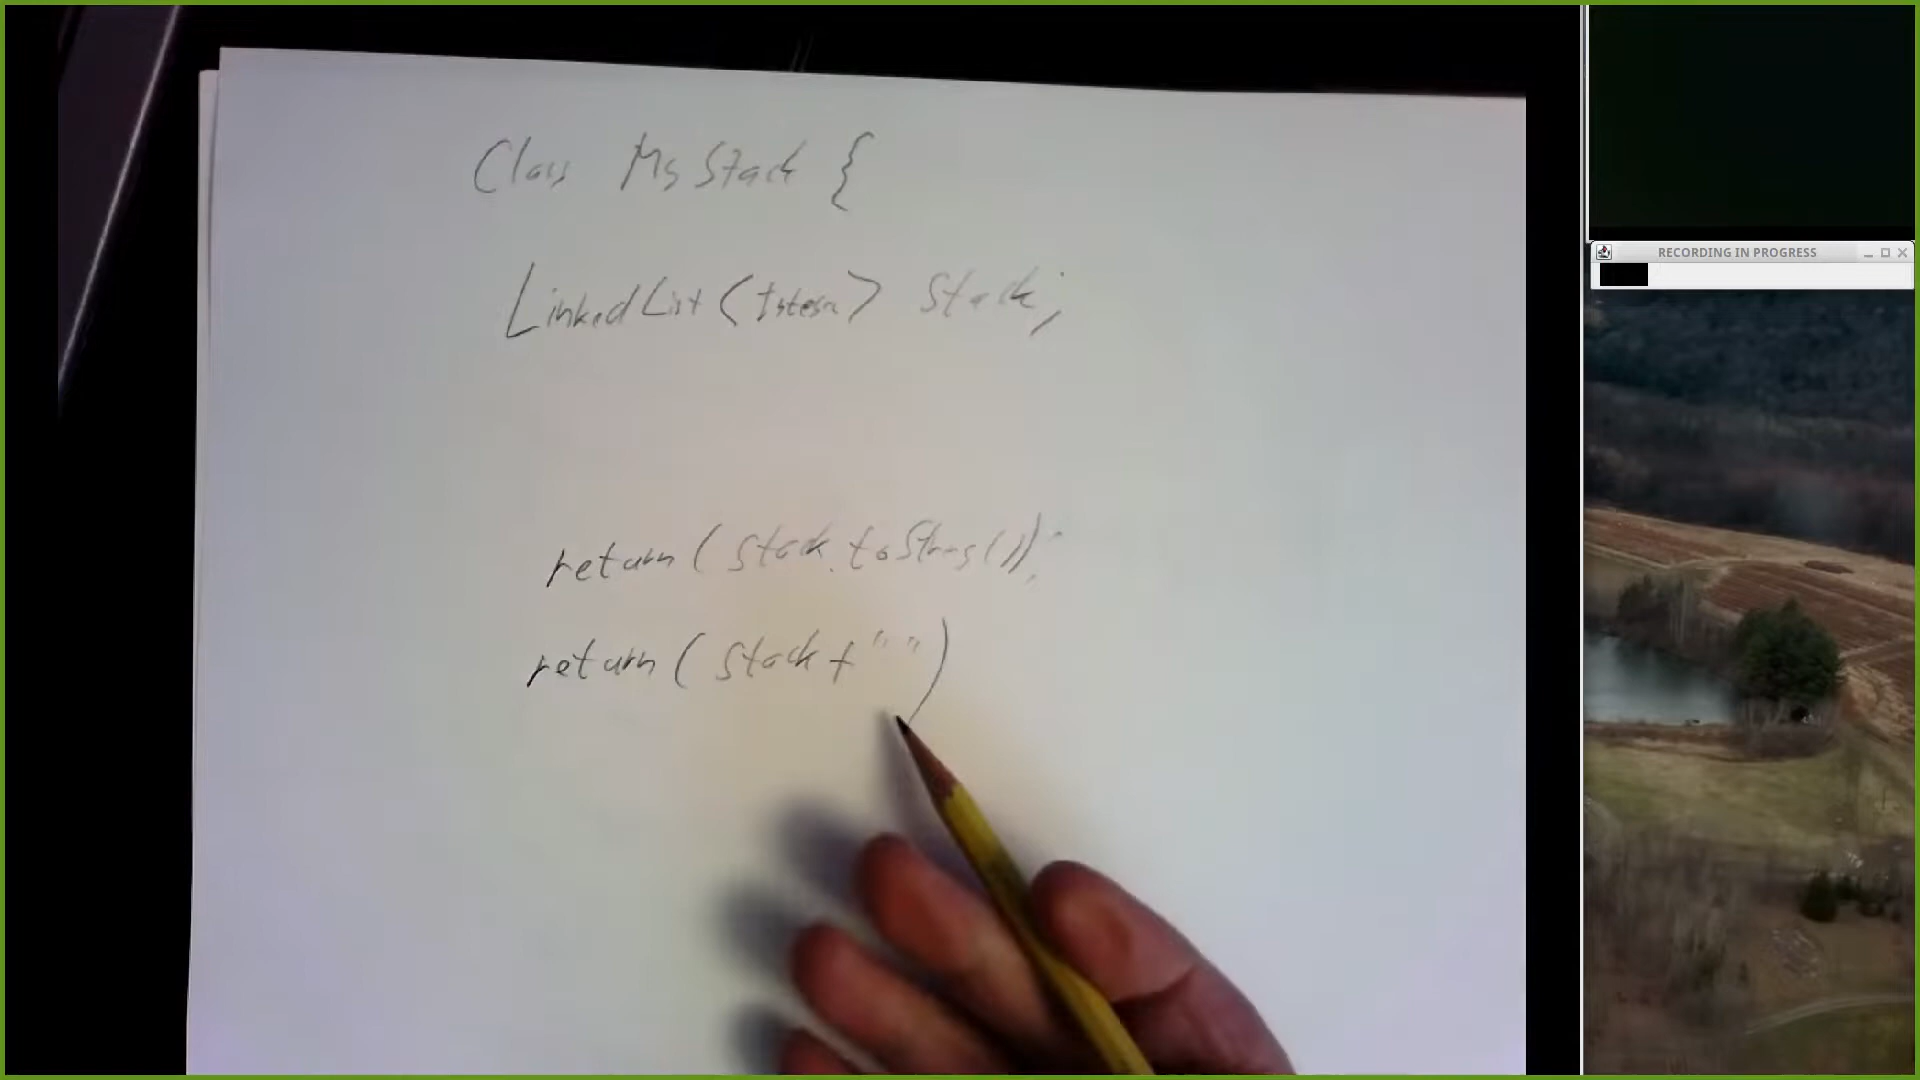 Class MyStack {
LinkedList<Integer> Stack;
return( Stack.toString());
return( Stack + "")
RECORDING IN PROGRESS